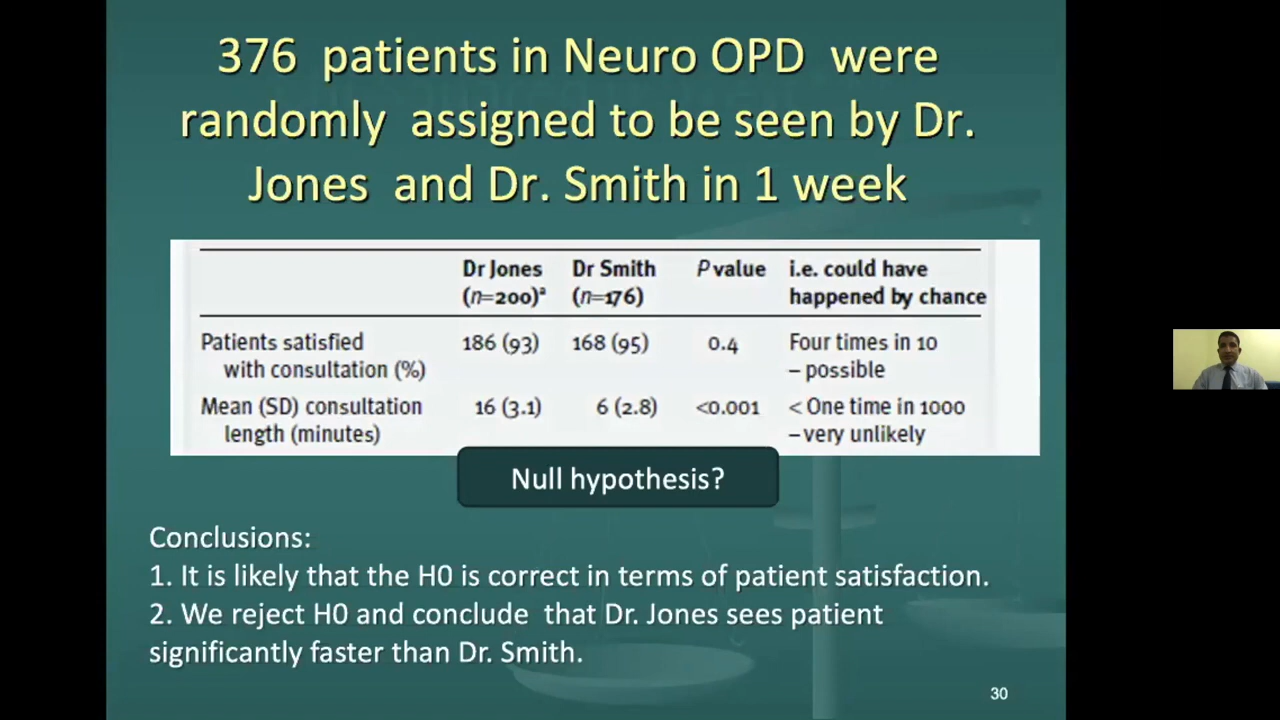 376 patients in Neuro OPD were
randomly assigned to be seen by Dr.
Jones and Dr. Smith in 1 week
Dr Jones Dr Smith P value i.e. could have
(n=200)ª (n=176) happened by chance
Patients satisfied 186 (93) 168 (95) 0.4 Four times in 10
with consultation (%) – possible
Mean (SD) consultation 16 (3.1) 6 (2.8) <0.001 < One time in 1000
length (minutes) – very unlikely
Null hypothesis?
Conclusions:
1. It is likely that the H0 is correct in terms of patient satisfaction.
2. We reject H0 and conclude that Dr. Jones sees patient
significantly faster than Dr. Smith.
30